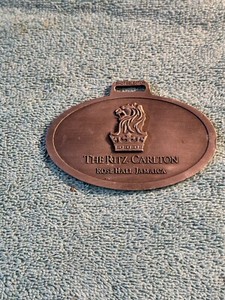 THE RITZ-CARLTON
ROSE HALL, JAMAICA